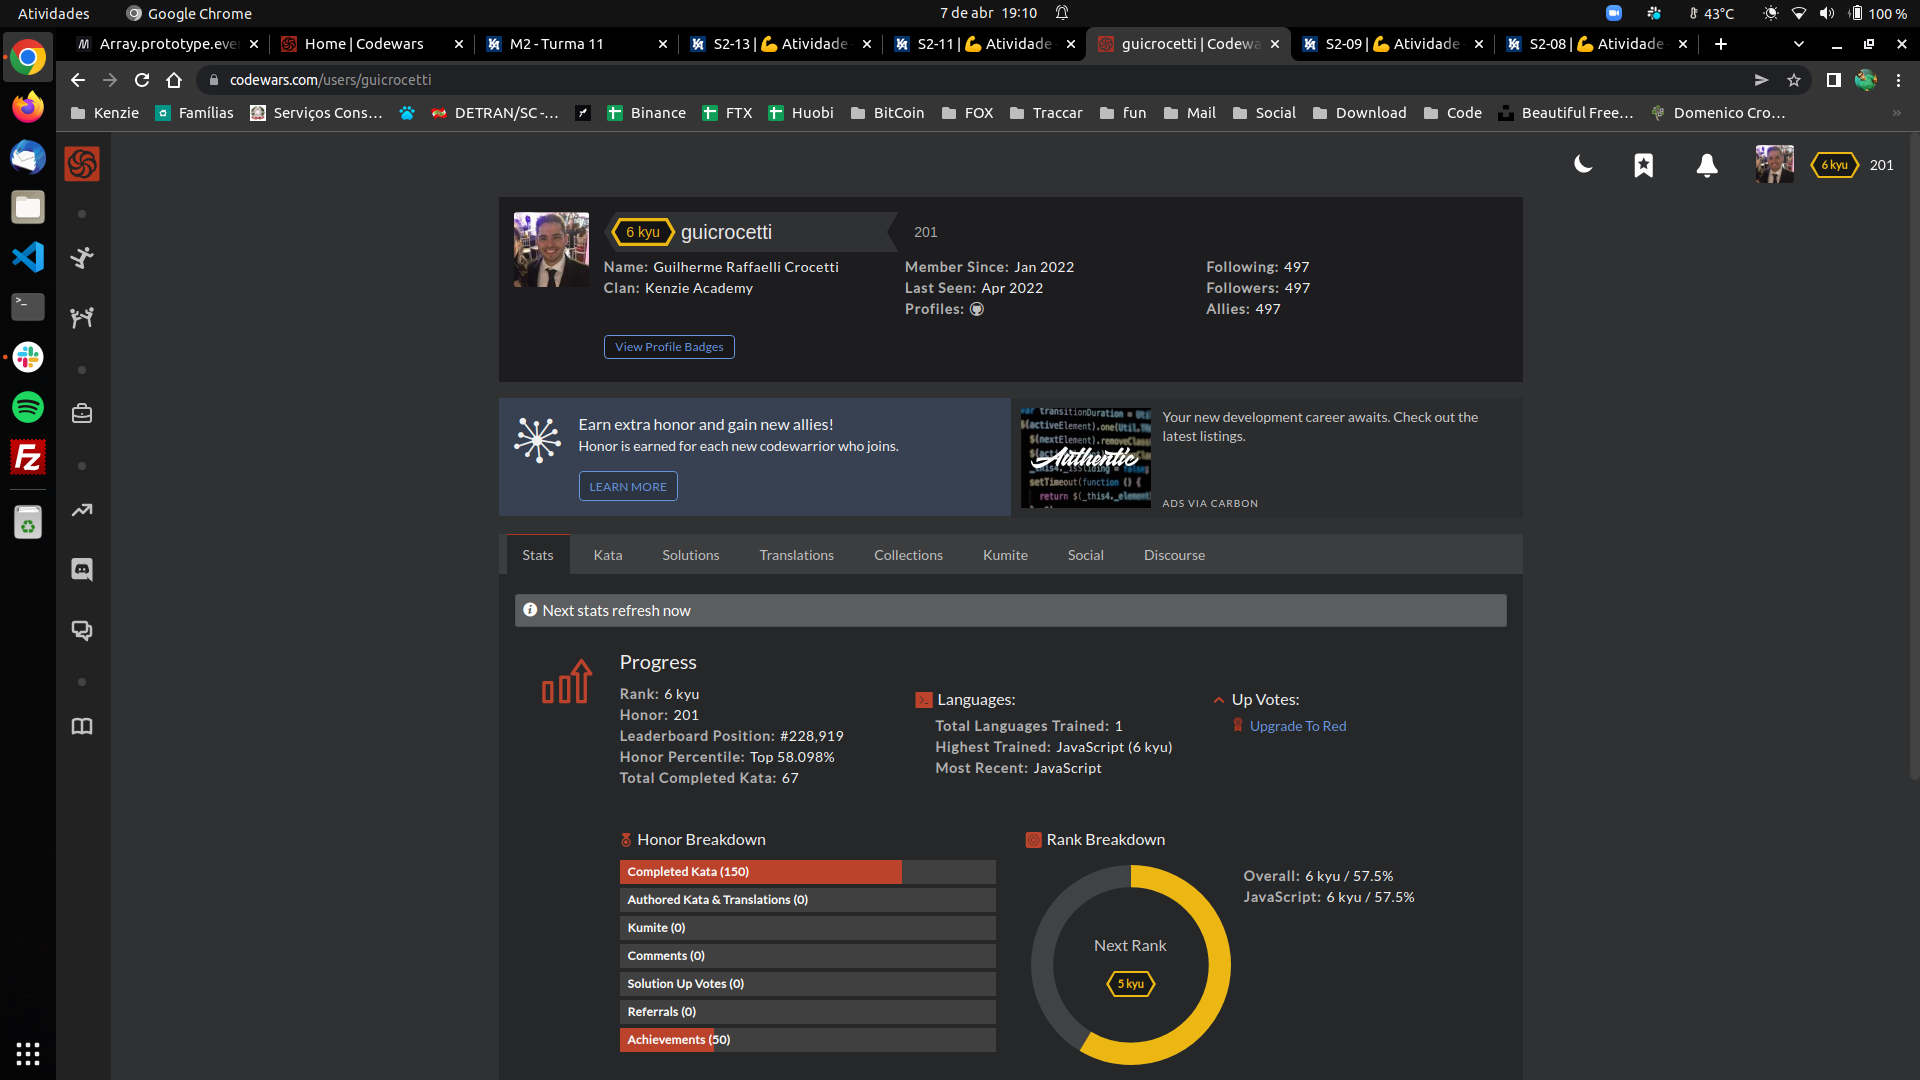 Atividades
Google Chrome
7 de abr 19:10
43°C
100 %
Array.prototype.eve
Home | Codewars
M2 - Turma 11
S2-13 | 💪 Atividade
S2-11 | 💪 Atividade
guicrocetti | Codewa
S2-09 | 💪 Atividade
S2-08 | 💪 Atividade
codewars.com/users/guicrocetti
Kenzie
Famílias
Serviços Cons...
DETRAN/SC -...
Binance
FTX
Huobi
BitCoin
FOX
Traccar
fun
Mail
Social
Download
Code
Beautiful Free...
Domenico Cro...
6 kyu
201
6 kyu
guicrocetti
201
Name: Guilherme Raffaelli Crocetti
Clan: Kenzie Academy
Member Since: Jan 2022
Last Seen: Apr 2022
Profiles:
Following: 497
Followers: 497
Allies: 497
View Profile Badges
Earn extra honor and gain new allies!
Honor is earned for each new codewarrior who joins.
LEARN MORE
Authentic
Your new development career awaits. Check out the
latest listings.
ADS VIA CARBON
Stats
Kata
Solutions
Translations
Collections
Kumite
Social
Discourse
Next stats refresh now
Progress
Rank: 6 kyu
Honor: 201
Leaderboard Position: #228,919
Honor Percentile: Top 58.098%
Total Completed Kata: 67
Languages:
Total Languages Trained: 1
Highest Trained: JavaScript (6 kyu)
Most Recent: JavaScript
Up Votes:
Upgrade To Red
Honor Breakdown
Completed Kata (150)
Authored Kata & Translations (0)
Kumite (0)
Comments (0)
Solution Up Votes (0)
Referrals (0)
Achievements (50)
Rank Breakdown
Next Rank
5 kyu
Overall: 6 kyu / 57.5%
JavaScript: 6 kyu / 57.5%